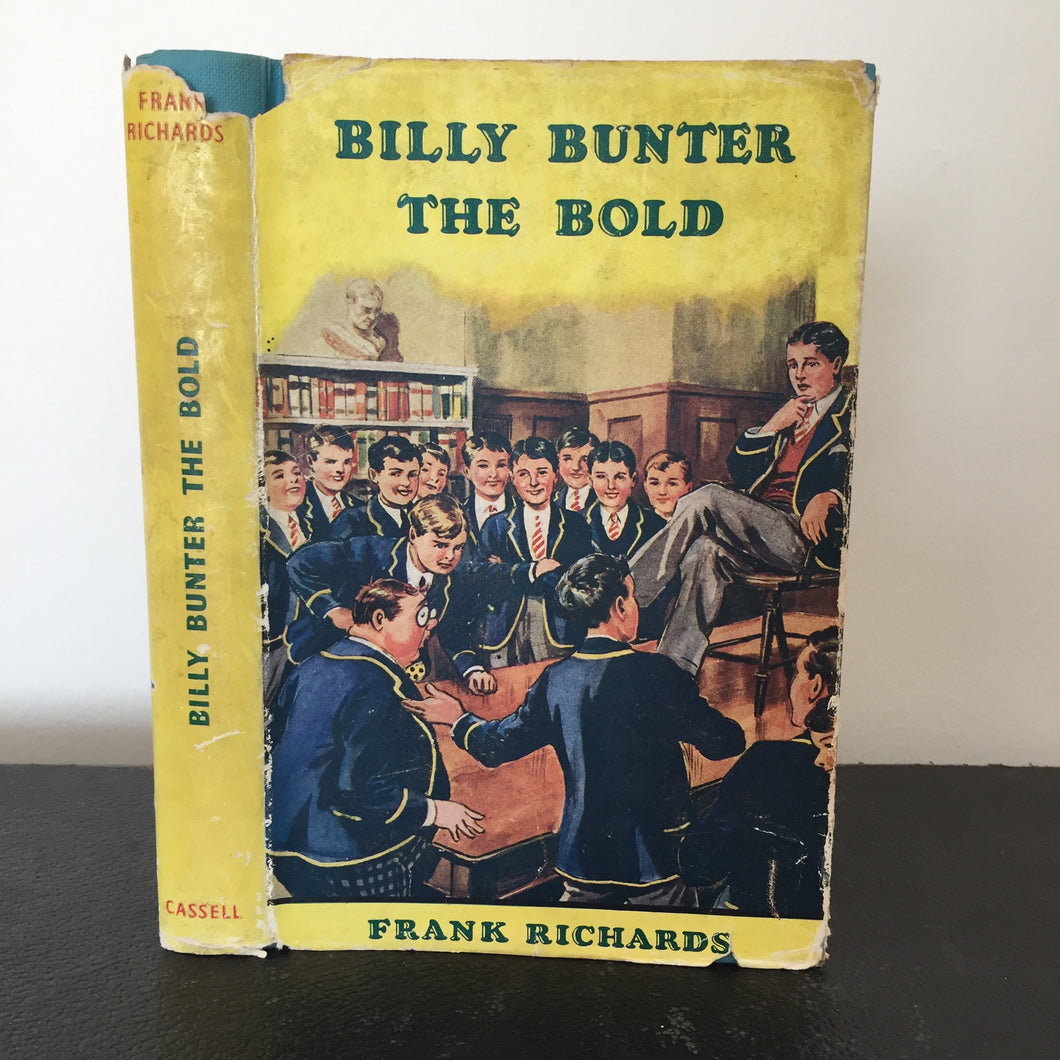 FRANK
RICHARDS
BILLY BUNTER THE BOLD
CASSELL
BILLY BUNTER
THE BOLD
FRANK RICHARDS